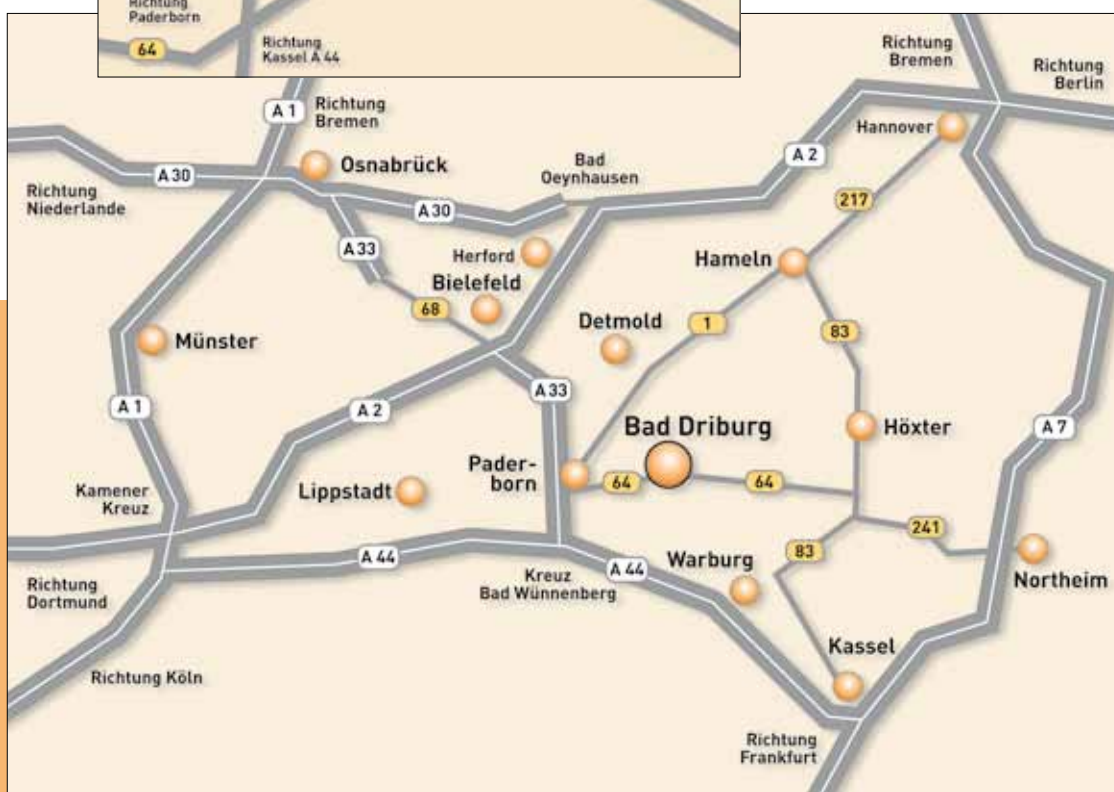 Richtung
Paderborn
64
Richtung
Kassel A 44
Richtung
Bremen
Richtung
Berlin
A 1
Richtung
Bremen
Hannover
A 2
Osnabrück
Bad
Oeynhausen
A 30
Richtung
Niederlande
A 30
217
A 33
Herford
Hameln
Bielefeld
68
Detmold
1
83
Münster
A 33
A 1
A 2
Bad Driburg
Höxter
A 7
Pader-
born
64
64
Lippstadt
Kamener
Kreuz
241
83
A 44
A 44
Warburg
Kreuz
Bad Wünnenberg
Northeim
Richtung
Dortmund
Kassel
Richtung Köln
Richtung
Frankfurt